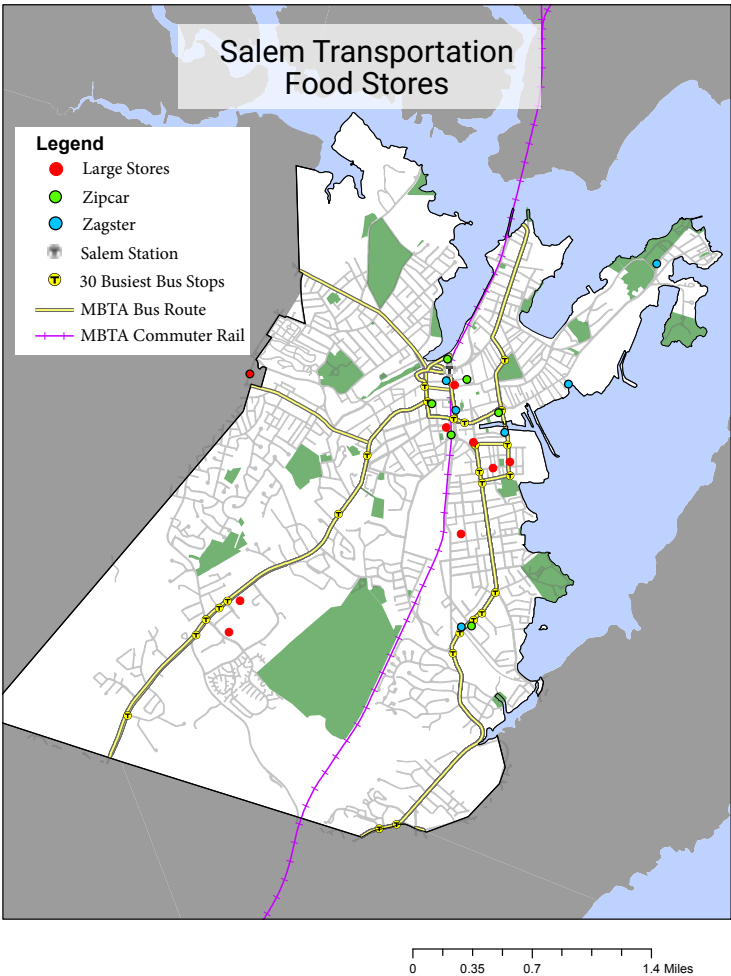 Salem Transportation
Food Stores
Legend
Large Stores
Zipcar
Zagster
Salem Station
30 Busiest Bus Stops
MBTA Bus Route
MBTA Commuter Rail
0 0.35 0.7 1.4 Miles